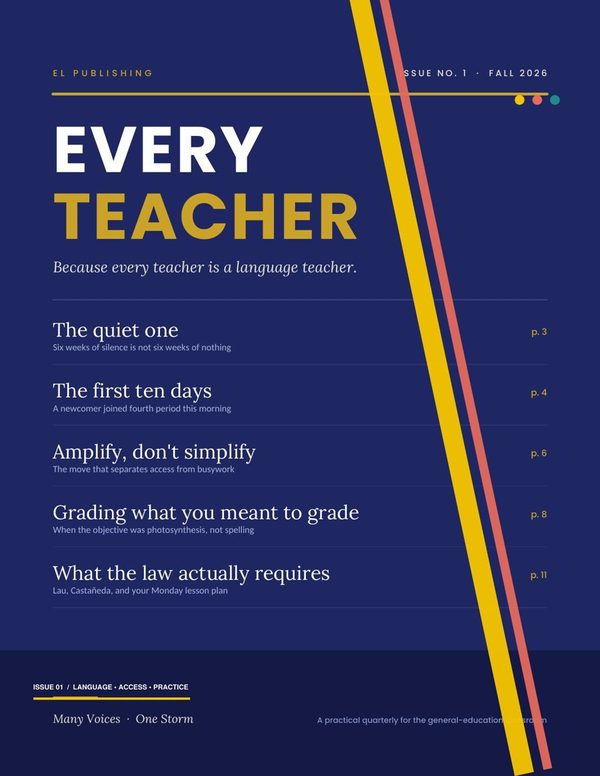 EL PUBLISHING
SSUE NO. 1 · FALL 2026
EVERY
TEACHER
Because every teacher is a language teacher.
The quiet one
p. 3
Six weeks of silence is not six weeks of nothing
The first ten days
p. 4
A newcomer joined fourth period this morning
Amplify, don't simplify
p. 6
The move that separates access from busywork
Grading what you meant to grade
p. 8
When the objective was photosynthesis, not spelling
What the law actually requires
p. 11
Lau, Castañeda, and your Monday lesson plan
ISSUE 01 / LANGUAGE • ACCESS • PRACTICE
Many Voices · One Storm
A practical quarterly for the general-education